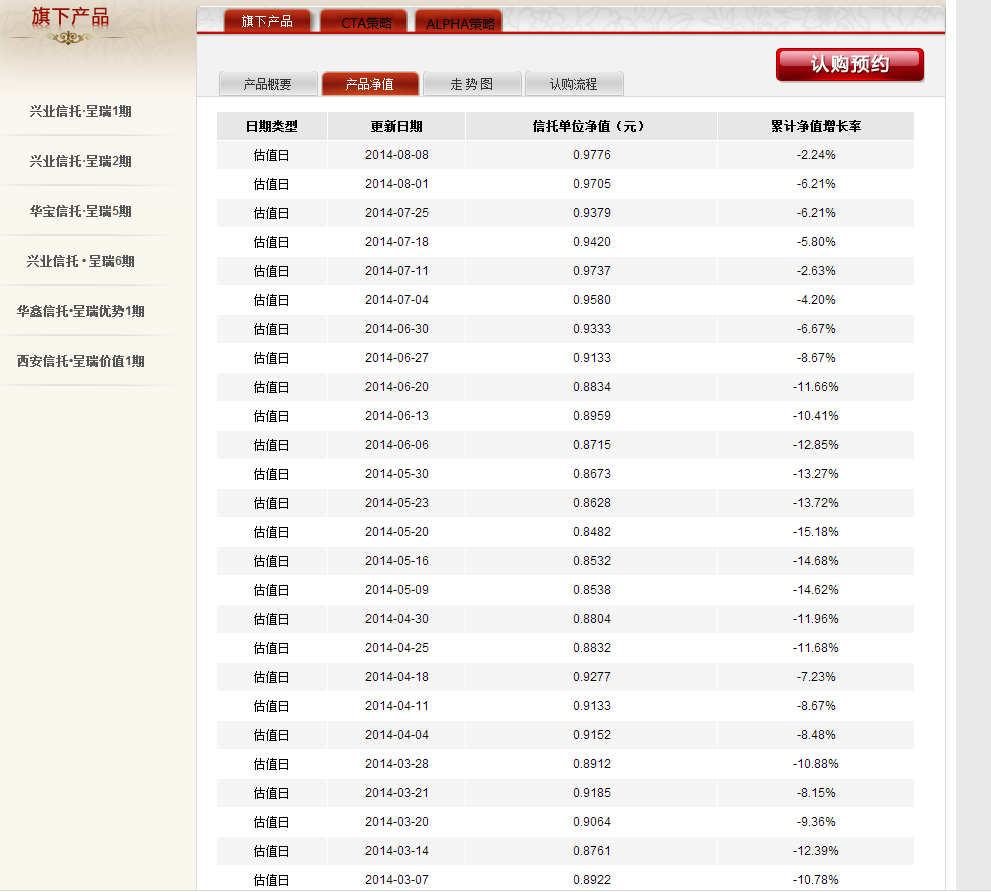 旗下产品
兴业信托·呈瑞1期
兴业信托·呈瑞2期
华宝信托·呈瑞5期
兴业信托·呈瑞6期
华鑫信托·呈瑞优势1期
西安信托·呈瑞价值1期
旗下产品 CTA策略 ALPHA策略
认购预约
产品概要 产品净值 走势图 认购流程
日期类型 更新日期 信托单位净值（元） 累计净值增长率
估值日 2014-08-08 0.9776 -2.24%
估值日 2014-08-01 0.9705 -6.21%
估值日 2014-07-25 0.9379 -6.21%
估值日 2014-07-18 0.9420 -5.80%
估值日 2014-07-11 0.9737 -2.63%
估值日 2014-07-04 0.9580 -4.20%
估值日 2014-06-30 0.9333 -6.67%
估值日 2014-06-27 0.9133 -8.67%
估值日 2014-06-20 0.8834 -11.66%
估值日 2014-06-13 0.8959 -10.41%
估值日 2014-06-06 0.8715 -12.85%
估值日 2014-05-30 0.8673 -13.27%
估值日 2014-05-23 0.8628 -13.72%
估值日 2014-05-20 0.8482 -15.18%
估值日 2014-05-16 0.8532 -14.68%
估值日 2014-05-09 0.8538 -14.62%
估值日 2014-04-30 0.8804 -11.96%
估值日 2014-04-25 0.8832 -11.68%
估值日 2014-04-18 0.9277 -7.23%
估值日 2014-04-11 0.9133 -8.67%
估值日 2014-04-04 0.9152 -8.48%
估值日 2014-03-28 0.8912 -10.88%
估值日 2014-03-21 0.9185 -8.15%
估值日 2014-03-20 0.9064 -9.36%
估值日 2014-03-14 0.8761 -12.39%
估值日 2014-03-07 0.8922 -10.78%